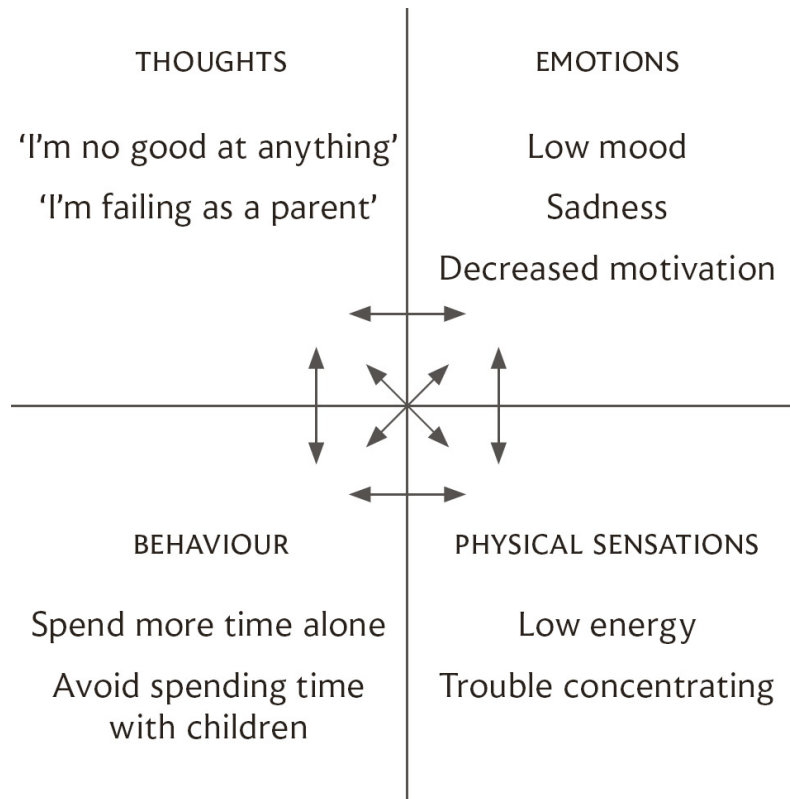 THOUGHTS
‘I’m no good at anything’
‘I’m failing as a parent’
EMOTIONS
Low mood
Sadness
Decreased motivation
BEHAVIOUR
Spend more time alone
Avoid spending time
with children
PHYSICAL SENSATIONS
Low energy
Trouble concentrating